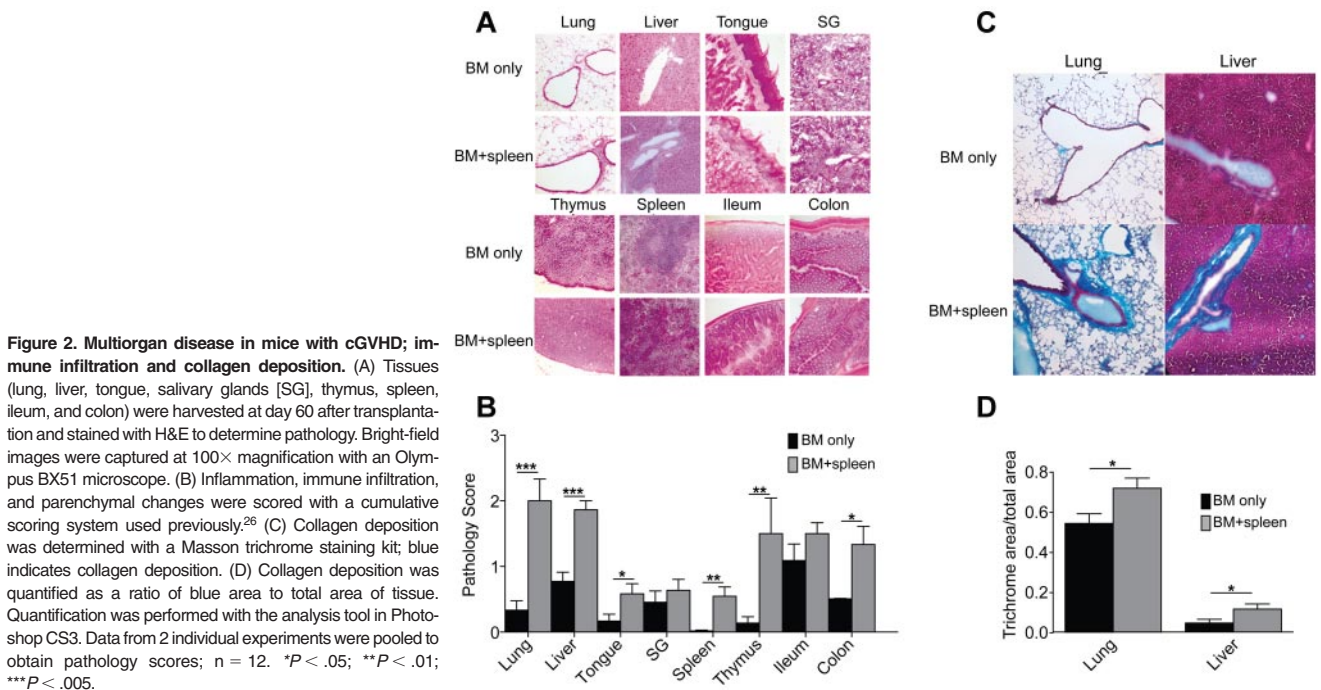 Figure 2. Multiorgan disease in mice with cGVHD; im-
mune infiltration and collagen deposition. (A) Tissues
(lung, liver, tongue, salivary glands [SG], thymus, spleen,
ileum, and colon) were harvested at day 60 after transplanta-
tion and stained with H&E to determine pathology. Bright-field
images were captured at 100× magnification with an Olym-
pus BX51 microscope. (B) Inflammation, immune infiltration,
and parenchymal changes were scored with a cumulative
scoring system used previously.26 (C) Collagen deposition
was determined with a Masson trichrome staining kit; blue
indicates collagen deposition. (D) Collagen deposition was
quantified as a ratio of blue area to total area of tissue.
Quantification was performed with the analysis tool in Photo-
shop CS3. Data from 2 individual experiments were pooled to
obtain pathology scores; n = 12. *P < .05; **P < .01;
***P < .005.
A
Lung Liver Tongue SG
BM only
BM+spleen
Thymus Spleen Ileum Colon
BM only
BM+spleen
B
Pathology Score
3
2
1
0
BM only
BM+spleen
*** *** * ** ** *
Lung Liver Tongue SG Spleen Thymus Ileum Colon
C
Lung Liver
BM only
BM+spleen
D
Trichrome area/total area
0.8
0.6
0.4
0.2
0.0
BM only
BM+spleen
* *
Lung Liver